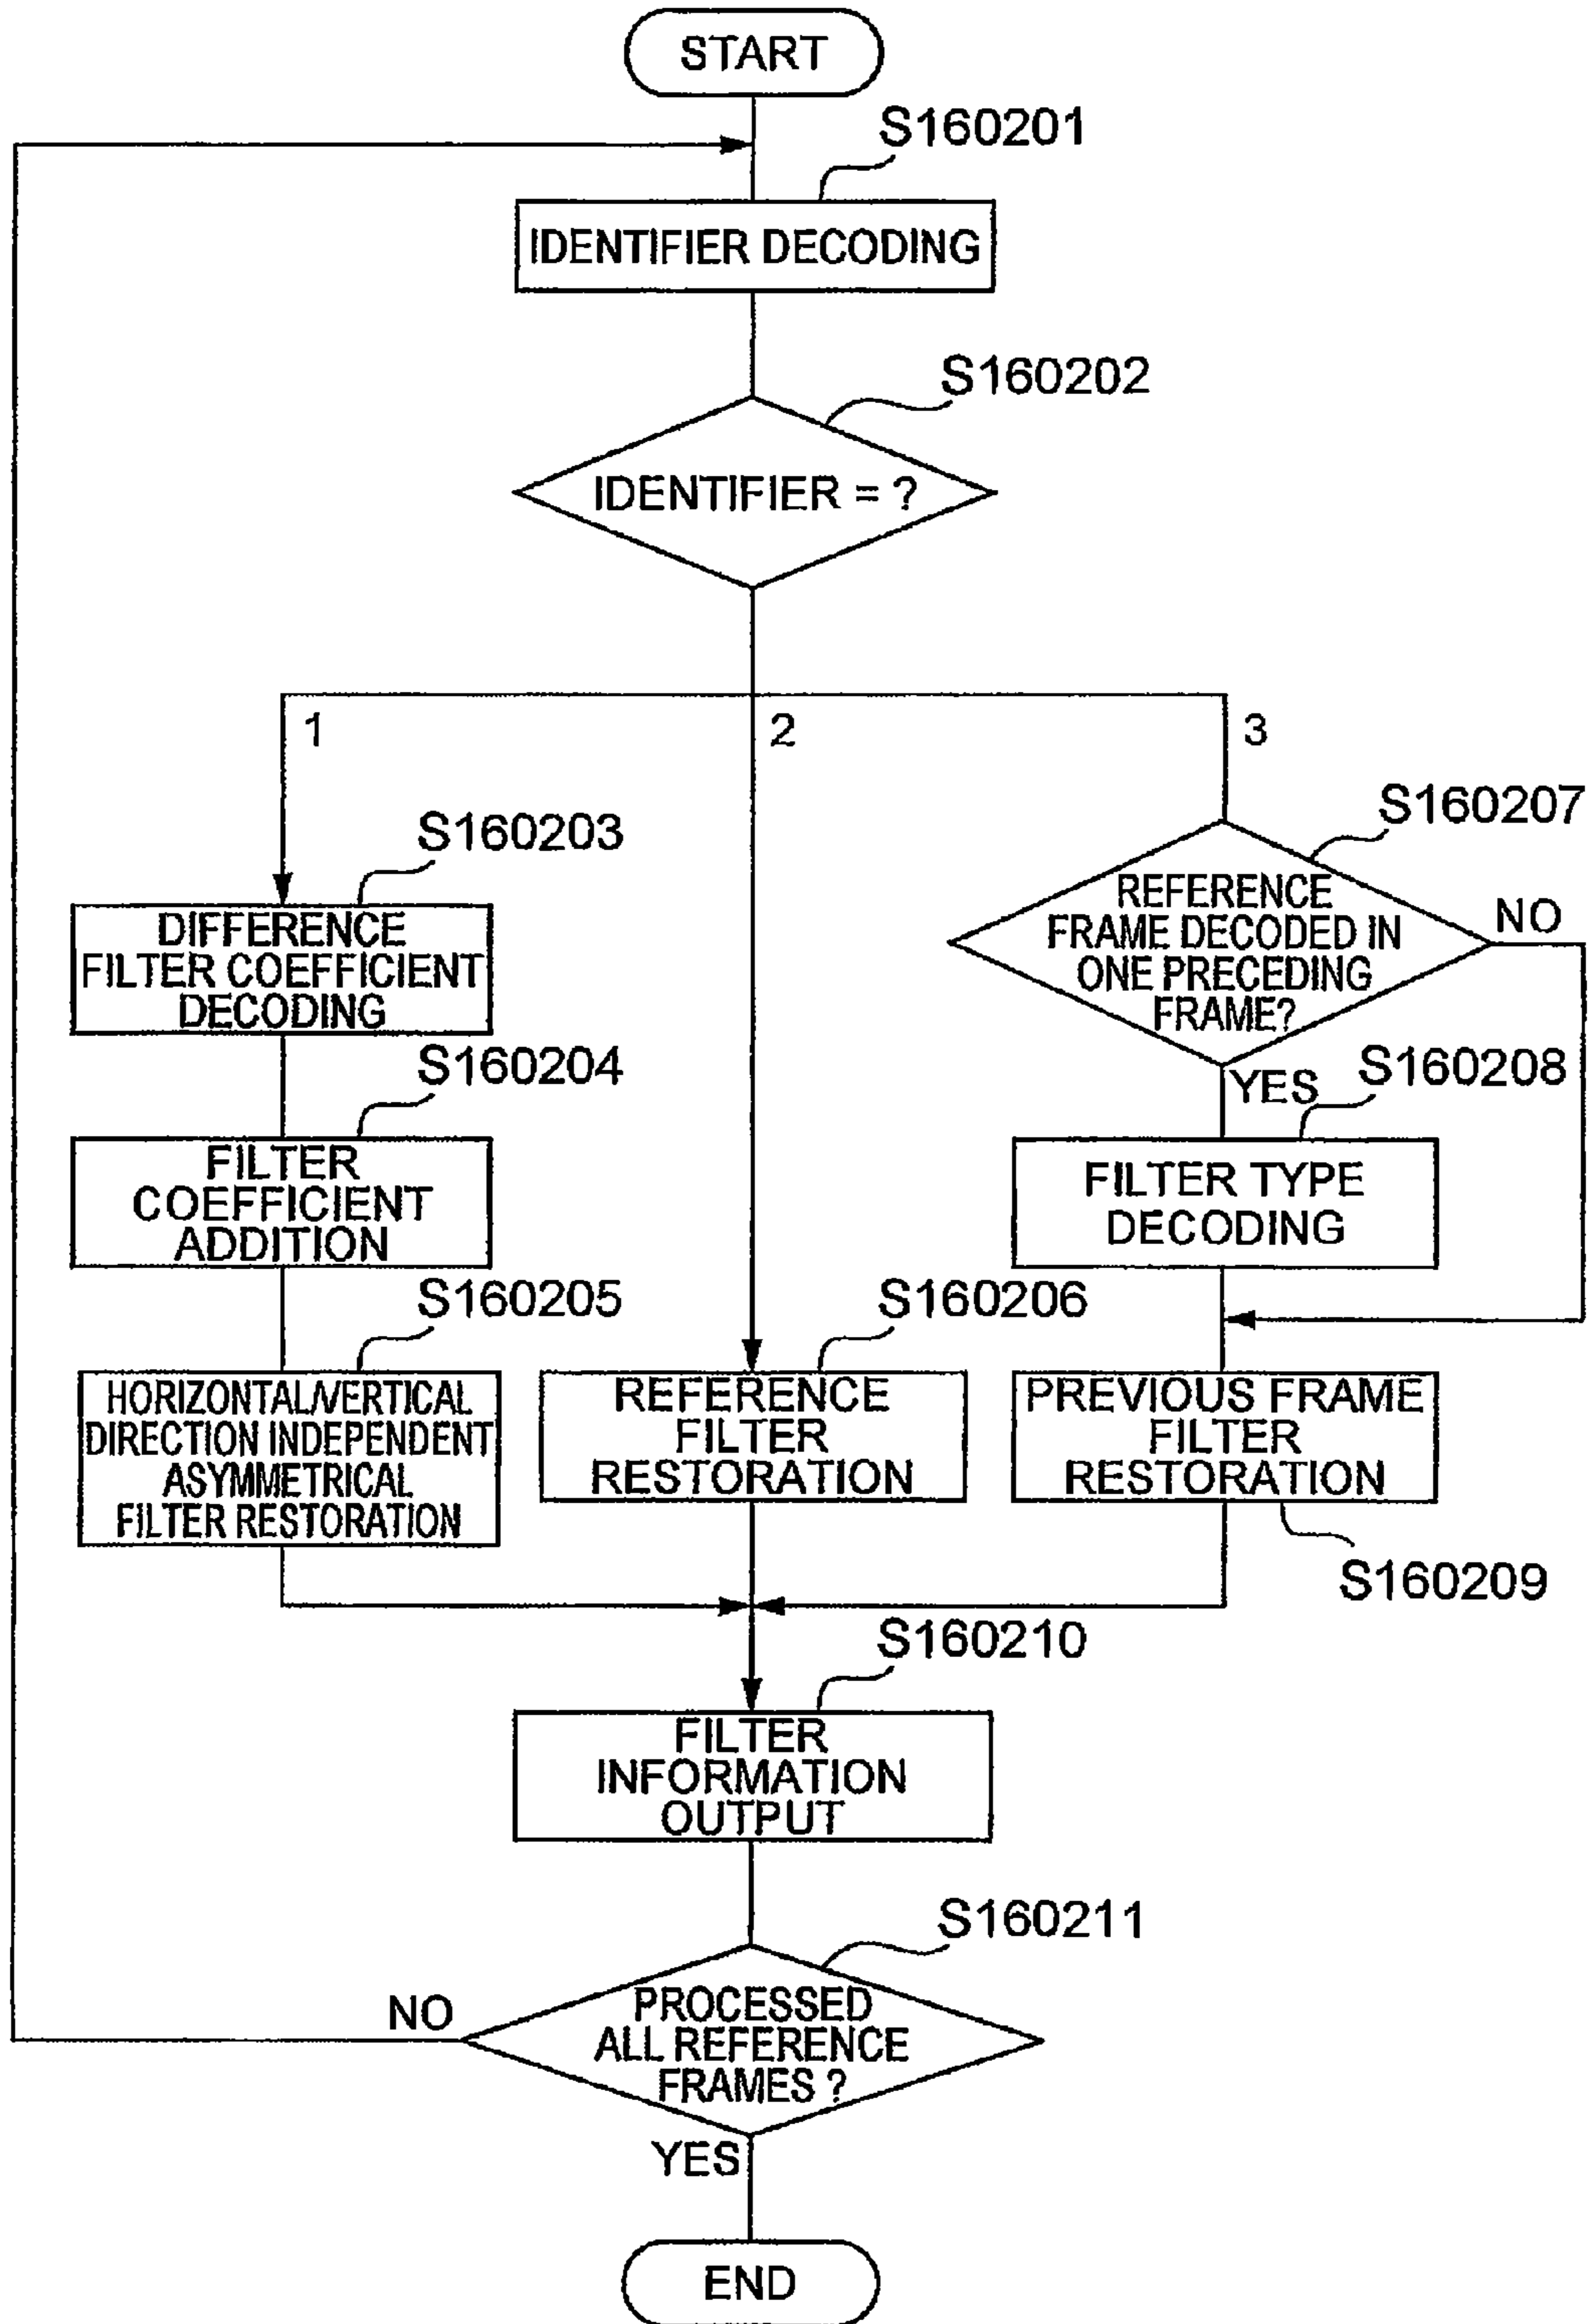 START
S160201
IDENTIFIER DECODING
S160202
IDENTIFIER = ?
1
2
3
S160203
DIFFERENCE
FILTER COEFFICIENT
DECODING
S160204
FILTER
COEFFICIENT
ADDITION
S160205
HORIZONTAL/VERTICAL
DIRECTION INDEPENDENT
ASYMMETRICAL
FILTER RESTORATION
S160206
REFERENCE
FILTER
RESTORATION
S160207
REFERENCE
FRAME DECODED IN
ONE PRECEDING
FRAME?
NO
YES
S160208
FILTER TYPE
DECODING
PREVIOUS FRAME
FILTER
RESTORATION
S160209
S160210
FILTER
INFORMATION
OUTPUT
S160211
PROCESSED
ALL REFERENCE
FRAMES ?
NO
YES
END